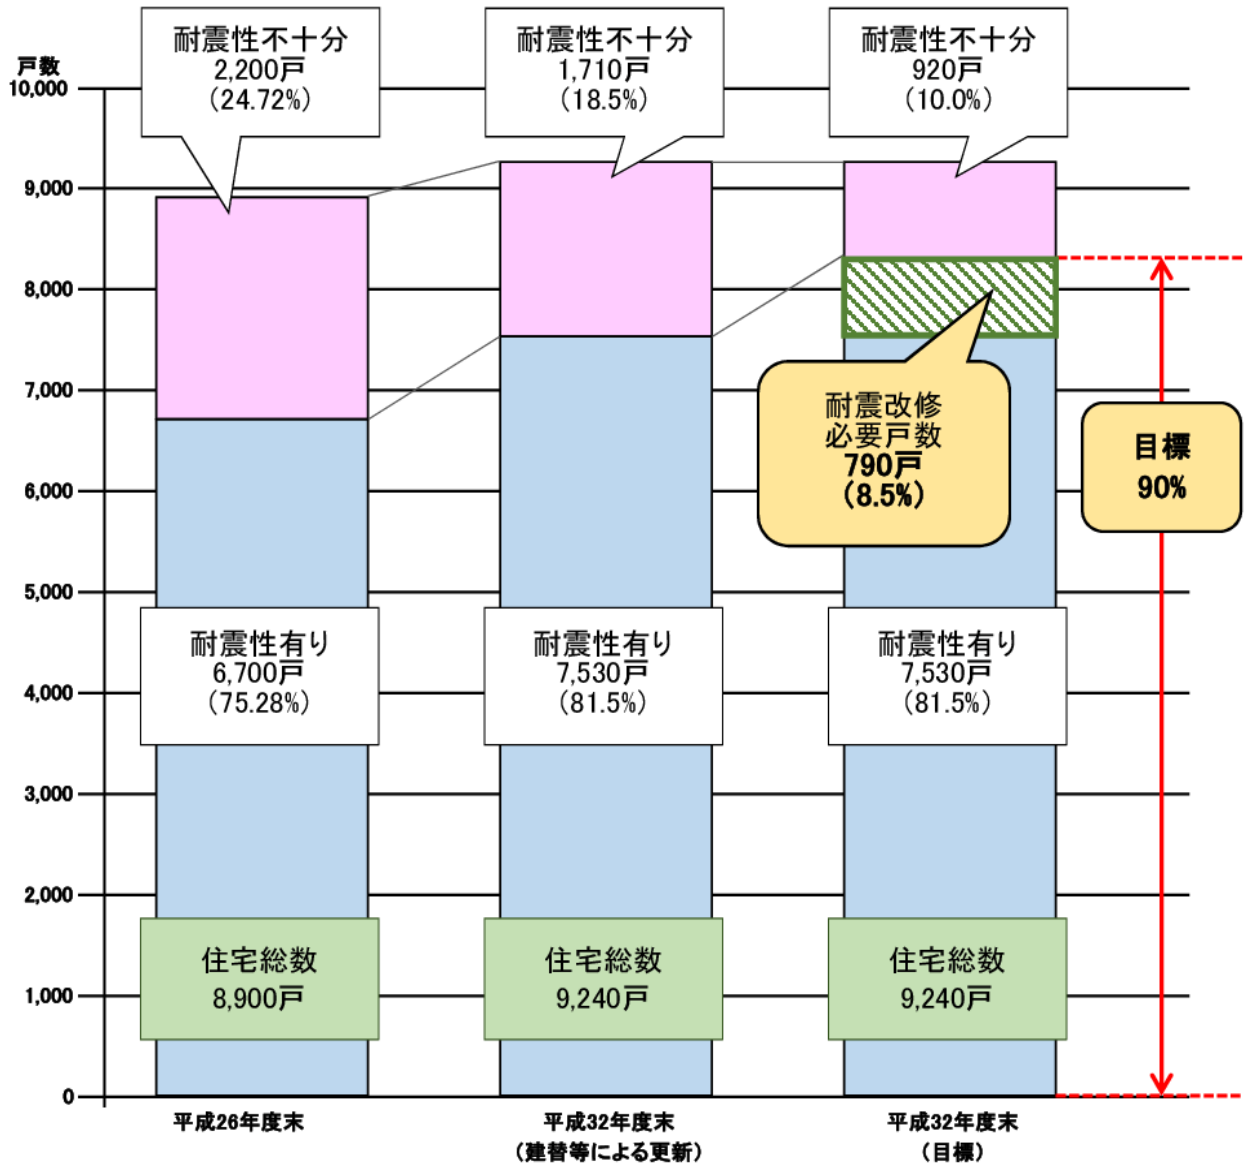 耐震性不十分
2,200戸
（24.72%）
耐震性不十分
1,710戸
（18.5%）
耐震性不十分
920戸
（10.0%）
戸数
10,000
9,000
8,000
7,000
6,000
5,000
4,000
3,000
2,000
1,000
0
耐震改修
必要戸数
790戸
（8.5%）
目標
90%
耐震性有り
6,700戸
（75.28%）
耐震性有り
7,530戸
（81.5%）
耐震性有り
7,530戸
（81.5%）
住宅総数
8,900戸
住宅総数
9,240戸
住宅総数
9,240戸
平成26年度末
平成32年度末
（建替等による更新）
平成32年度末
（目標）